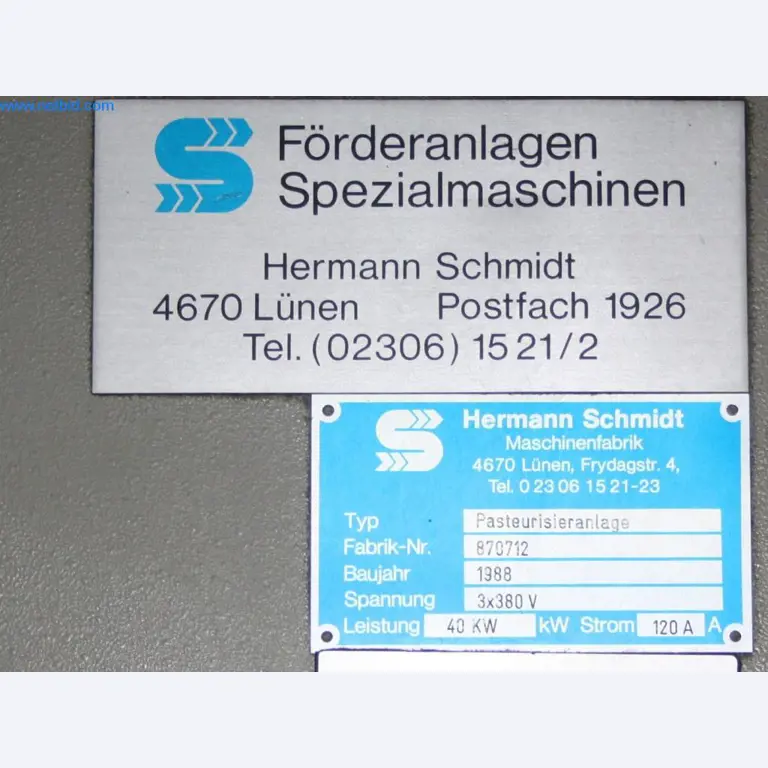 Förderanlagen
Spezialmaschinen
Hermann Schmidt
4670 Lünen Postfach 1926
Tel. (02306) 15 21/2
Hermann Schmidt
Maschinenfabrik
4670 Lünen, Frydagstr. 4,
Tel. 0 23 06 15 21-23
Typ Pasteurisieranlage
Fabrik-Nr. 870712
Baujahr 1988
Spannung 3x380 V
Leistung 40 KW kW Strom 120 A A